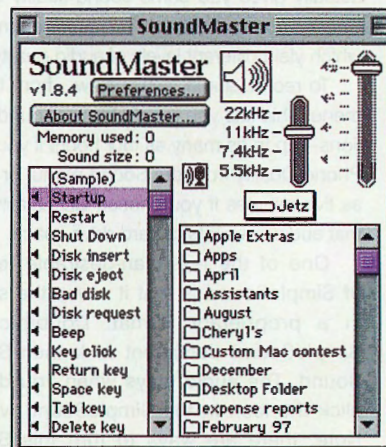 SoundMaster
SoundMaster
v1.8.4 Preferences...
About SoundMaster...
Memory used: 0
Sound size: 0
22kHz
11kHz
7.4kHz
5.5kHz
(Sample)
Startup
Restart
Shut Down
Disk insert
Disk eject
Bad disk
Disk request
Beep
Key click
Return key
Space key
Tab key
Delete key
Jetz
Apple Extras
Apps
April
Assistants
August
Cheryl's
Custom Mac contest
December
Desktop Folder
expense reports
February 97